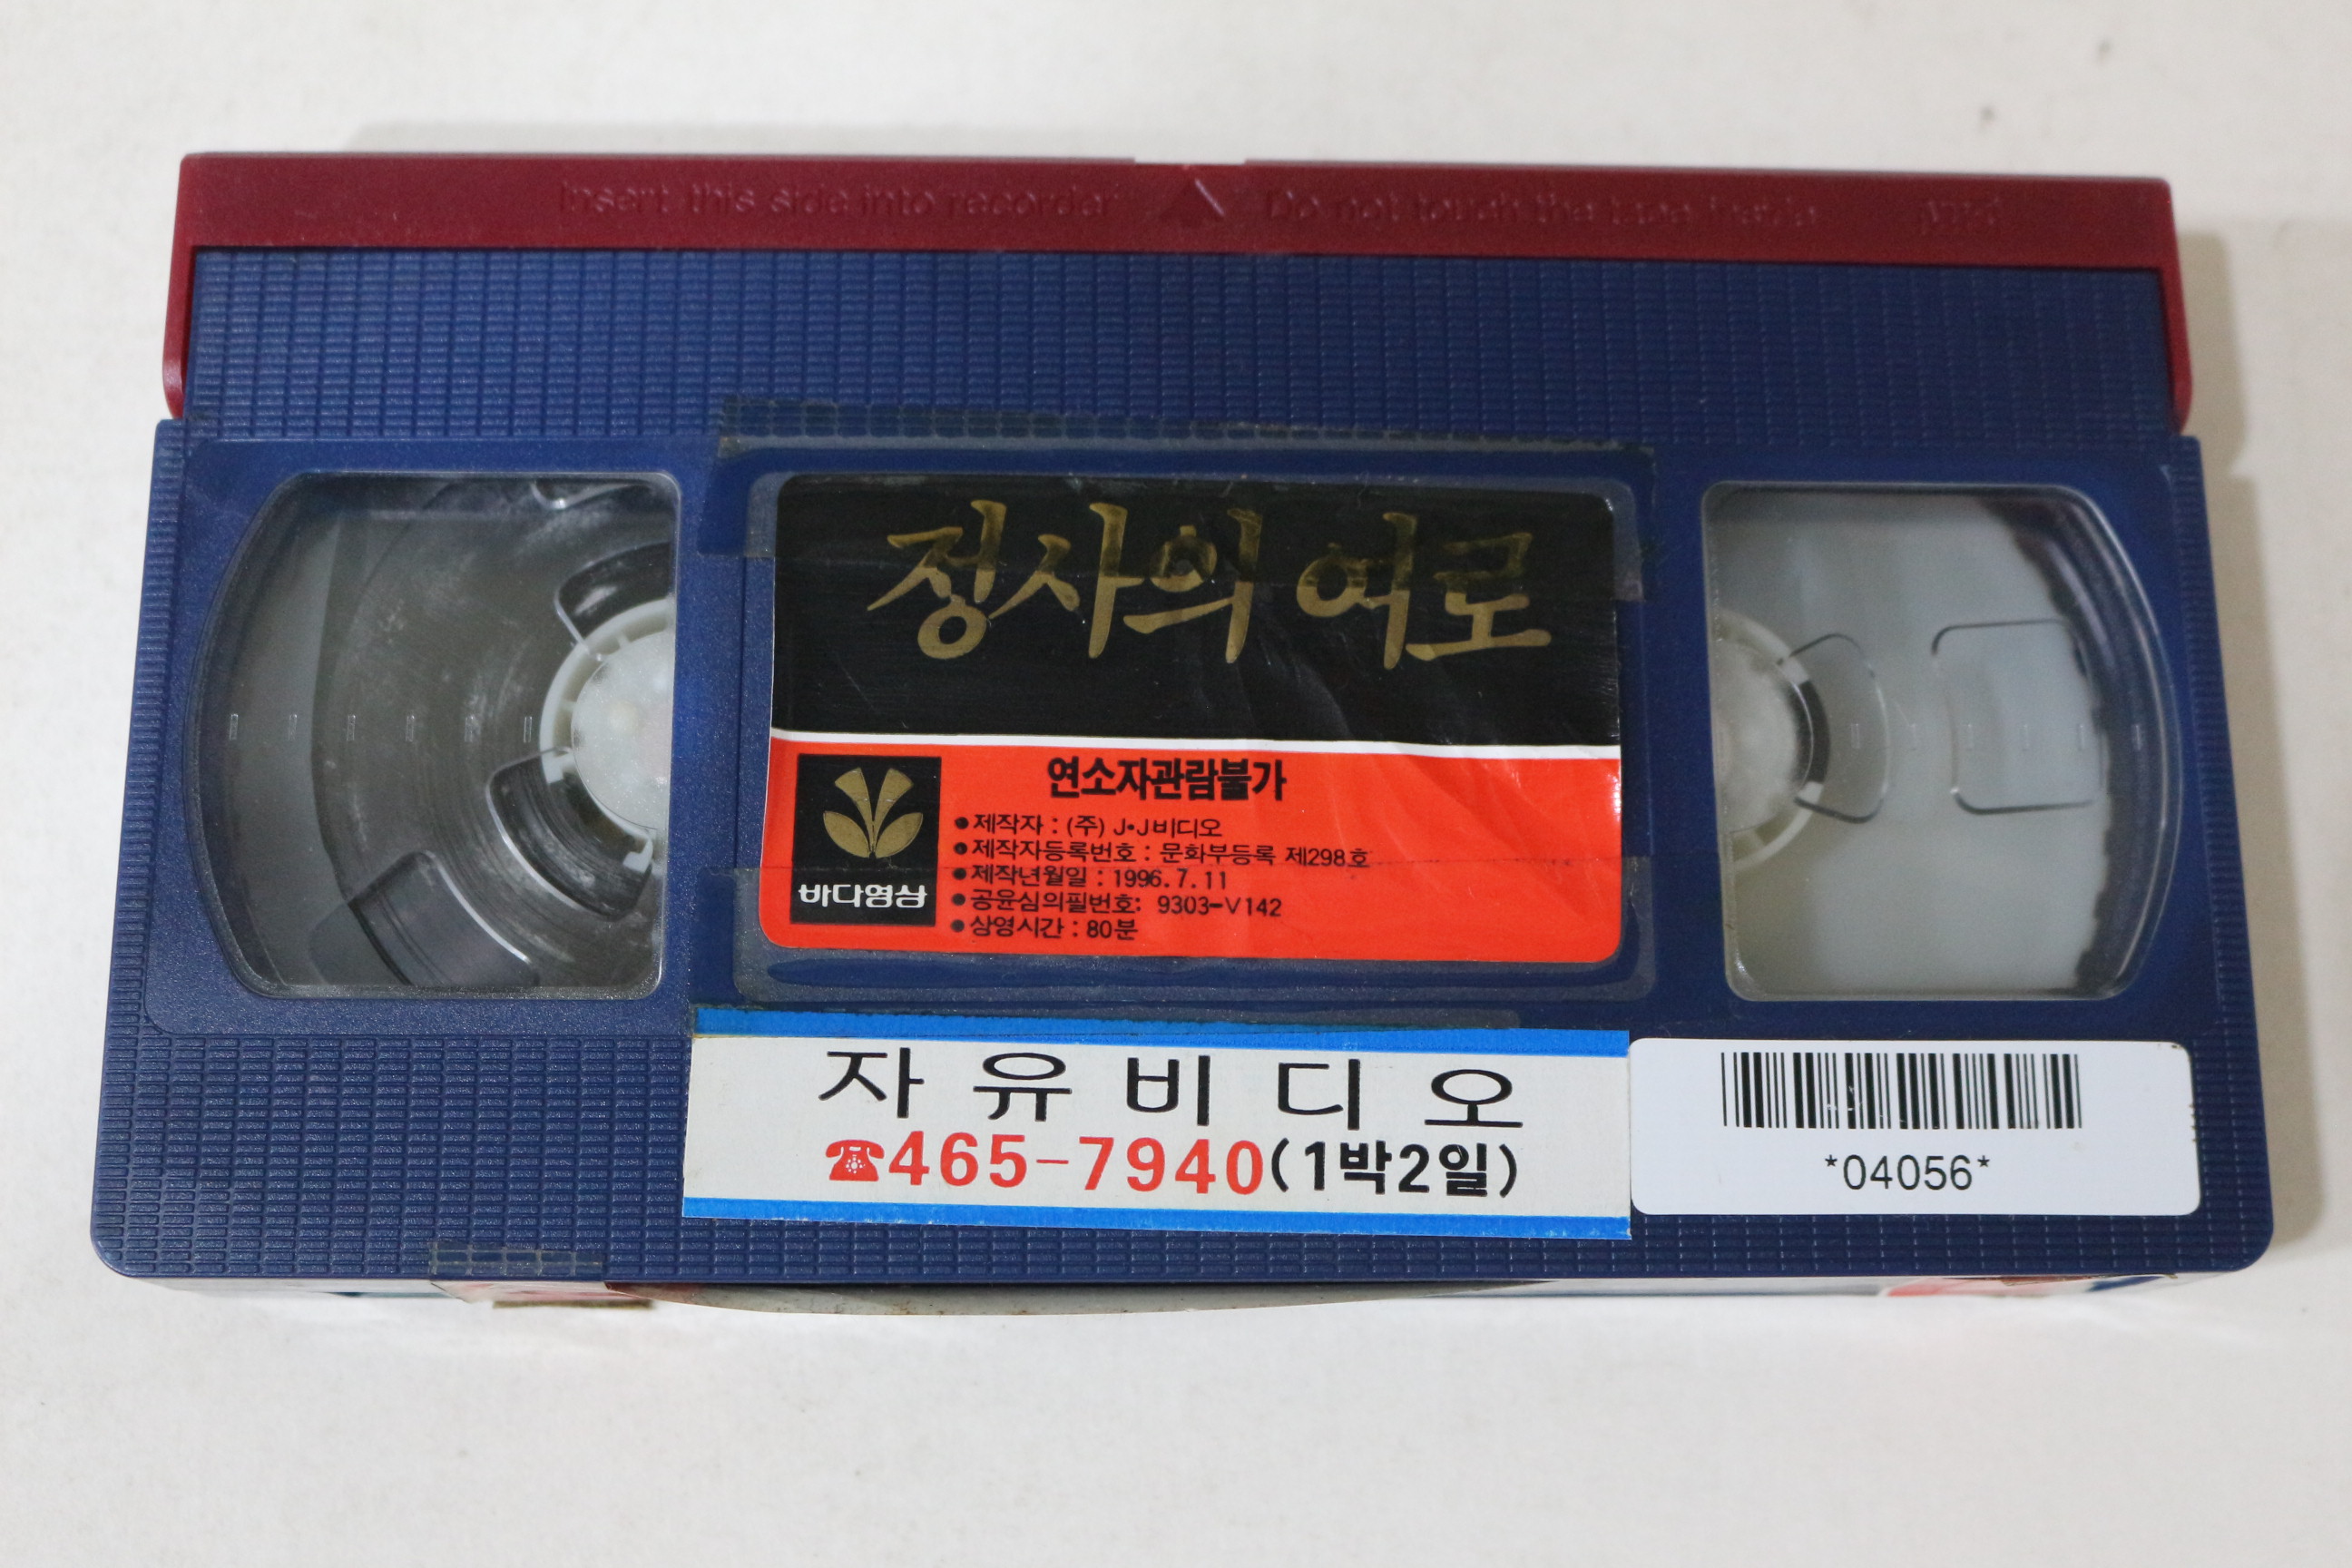 Insert this side into recorder Do not touch the tape inside
정사의 여로
연소자관람불가
●제작자 : (주) J·J비디오
●제작자등록번호 : 문화부등록 제298호
●제작년월일 : 1996. 7. 11
●공윤심의필번호: 9303-V142
●상영시간 : 80분
바다영상
자유비디오
☎465-7940(1박2일)
*04056*